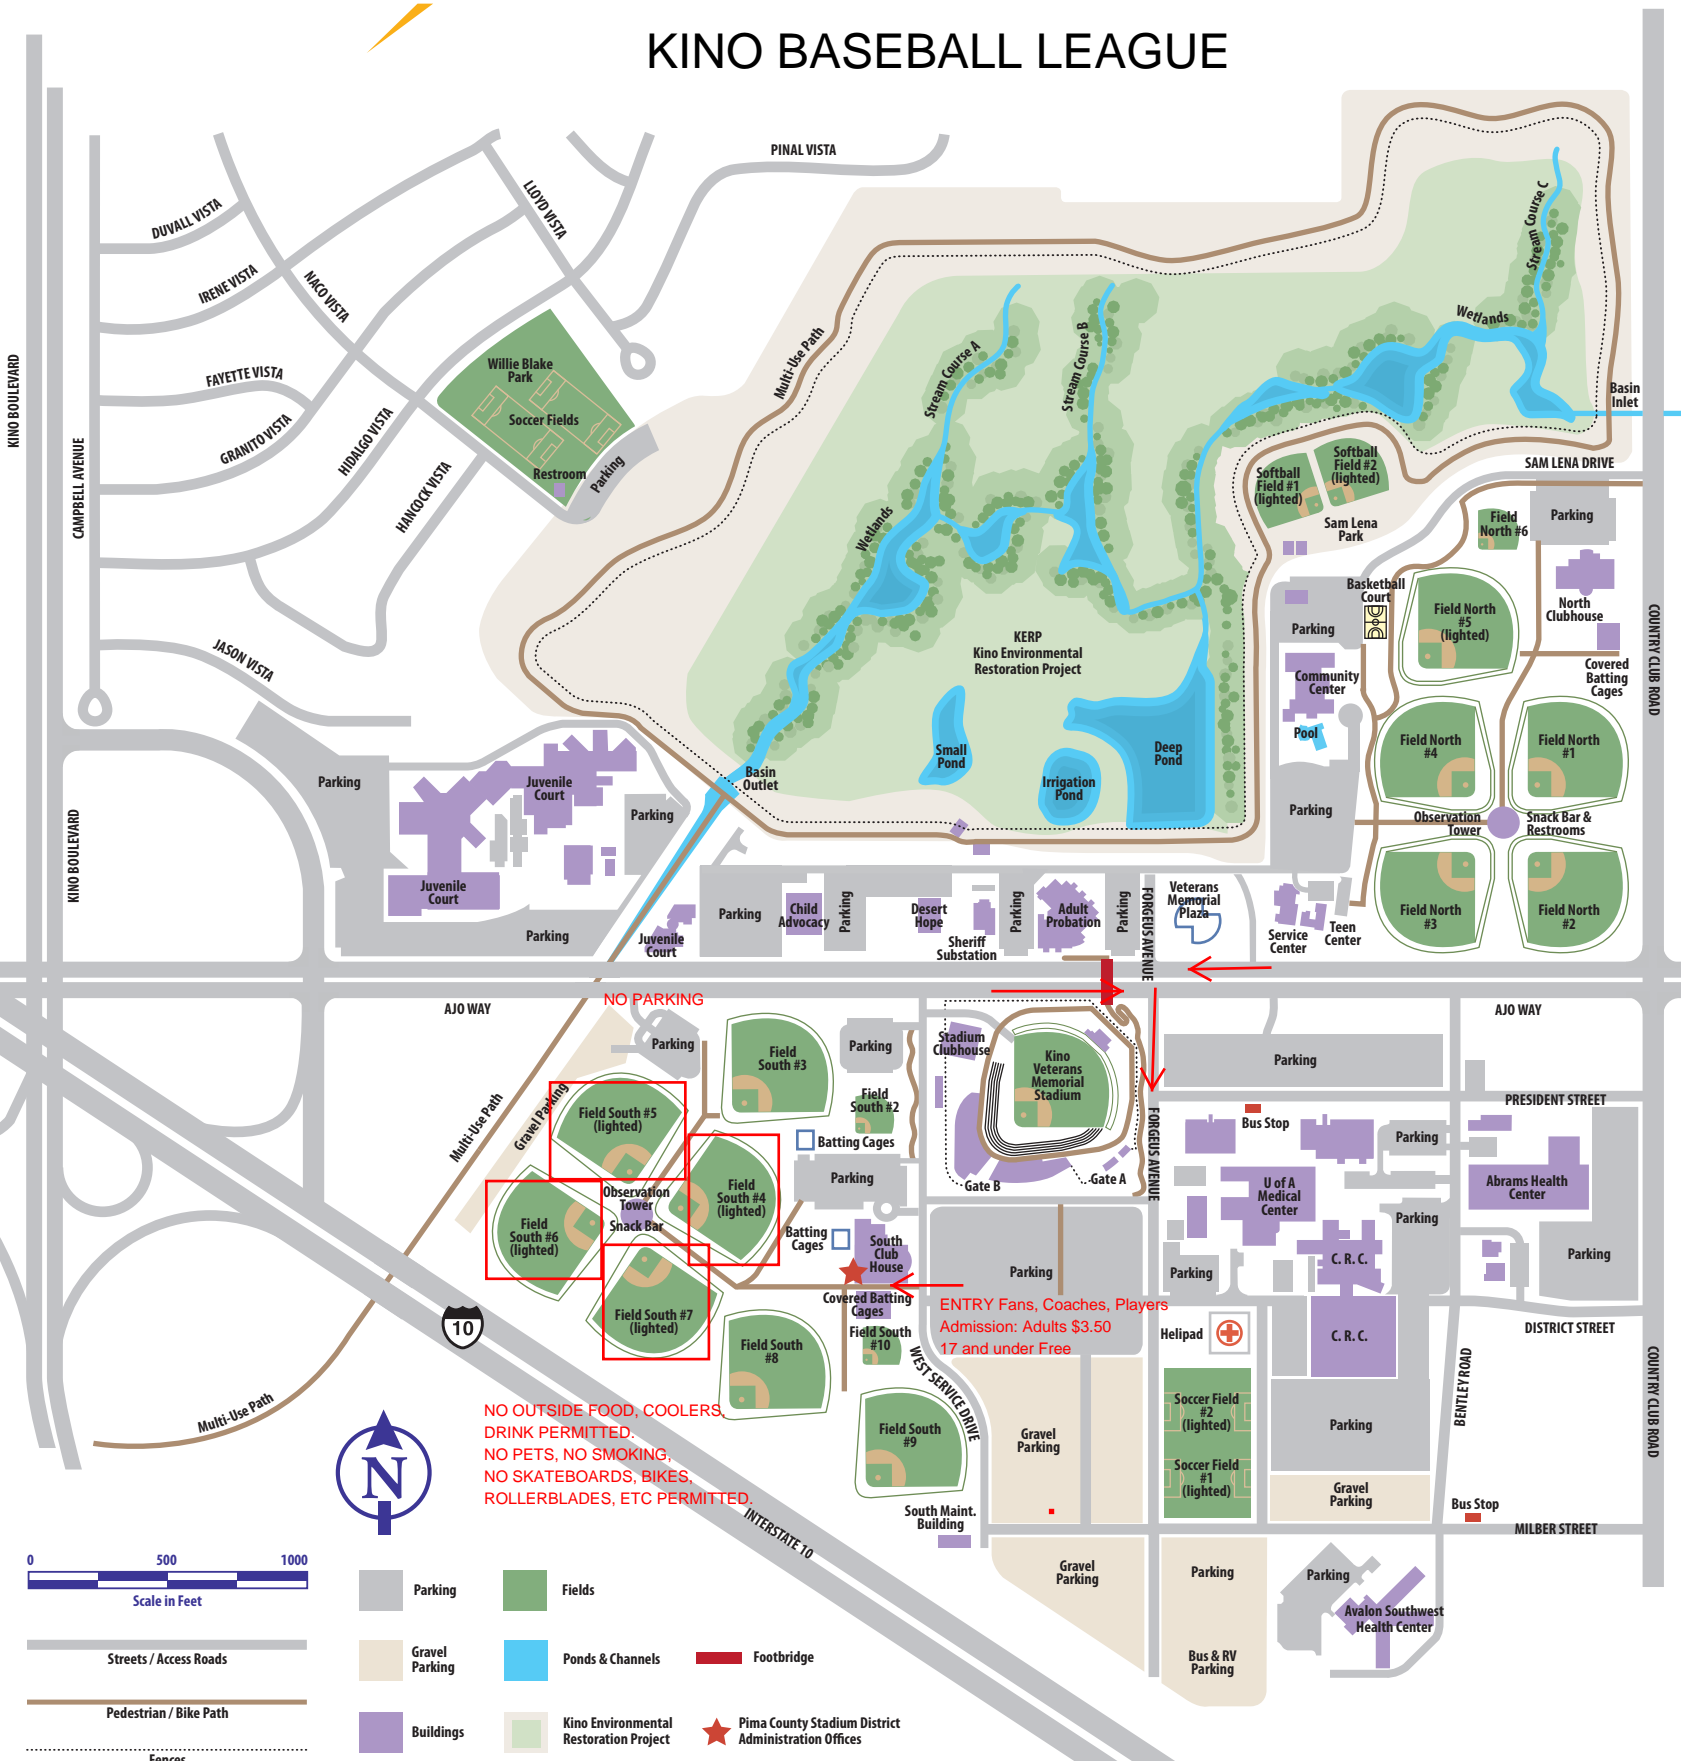 KINO BASEBALL LEAGUE
PINAL VISTA
DUVALL VISTA
LLOYD VISTA
IRENE VISTA
NACO VISTA
FAYETTE VISTA
GRANITO VISTA
HIDALGO VISTA
HANCOCK VISTA
JASON VISTA
KINO BOULEVARD
CAMPBELL AVENUE
KINO BOULEVARD
Willie Blake
Park
Soccer Fields
Restroom
Parking
Multi-Use Path
Stream Course A
Stream Course B
Stream Course C
Wetlands
Wetlands
Basin
Inlet
SAM LENA DRIVE
Softball
Field #1
(lighted)
Softball
Field #2
(lighted)
Sam Lena
Park
Field
North #6
Parking
Basketball
Court
Parking
Field North
#5
(lighted)
North
Clubhouse
Covered
Batting
Cages
COUNTRY CLUB ROAD
KERP
Kino Environmental
Restoration Project
Community
Center
Pool
Field North
#4
Field North
#1
Small
Pond
Irrigation
Pond
Deep
Pond
Basin
Outlet
Parking
Juvenile
Court
Parking
Juvenile
Court
Parking
Juvenile
Court
Parking
Observation
Tower
Snack Bar &
Restrooms
Field North
#3
Field North
#2
Parking
Child
Advocacy
Parking
Desert
Hope
Sheriff
Substation
Parking
Adult
Probation
Parking
FORGEUS AVENUE
Veterans
Memorial
Plaza
Service
Center
Teen
Center
AJO WAY
NO PARKING
AJO WAY
Parking
Field
South #3
Parking
Stadium
Clubhouse
Kino
Veterans
Memorial
Stadium
Parking
PRESIDENT STREET
Multi-Use Path
Gravel Parking
Field South #5
(lighted)
Field
South #2
Batting Cages
Parking
Gate B
Gate A
FORGEUS AVENUE
Bus Stop
Parking
U of A
Medical
Center
Abrams Health
Center
Parking
Field
South #4
(lighted)
Observation
Tower
Snack Bar
Field
South #6
(lighted)
Batting
Cages
South
Club
House
Parking
Parking
C. R. C.
Parking
Field South #7
(lighted)
Covered Batting
Cages
ENTRY Fans, Coaches, Players
Admission: Adults $3.50
17 and under Free
Helipad
C. R. C.
DISTRICT STREET
10
Field South
#8
Field South
#10
WEST SERVICE DRIVE
BENTLEY ROAD
COUNTRY CLUB ROAD
Multi-Use Path
NO OUTSIDE FOOD, COOLERS,
DRINK PERMITTED.
NO PETS, NO SMOKING,
NO SKATEBOARDS, BIKES,
ROLLERBLADES, ETC PERMITTED.
N
Field South
#9
Gravel
Parking
Soccer Field
#2
(lighted)
Soccer Field
#1
(lighted)
Parking
Gravel
Parking
Bus Stop
MILBER STREET
South Maint.
Building
INTERSTATE 10
Gravel
Parking
Parking
Bus & RV
Parking
Parking
Avalon Southwest
Health Center
0 500 1000
Scale in Feet
Streets / Access Roads
Pedestrian / Bike Path
Fences
Parking
Fields
Gravel
Parking
Ponds & Channels
Footbridge
Buildings
Kino Environmental
Restoration Project
Pima County Stadium District
Administration Offices